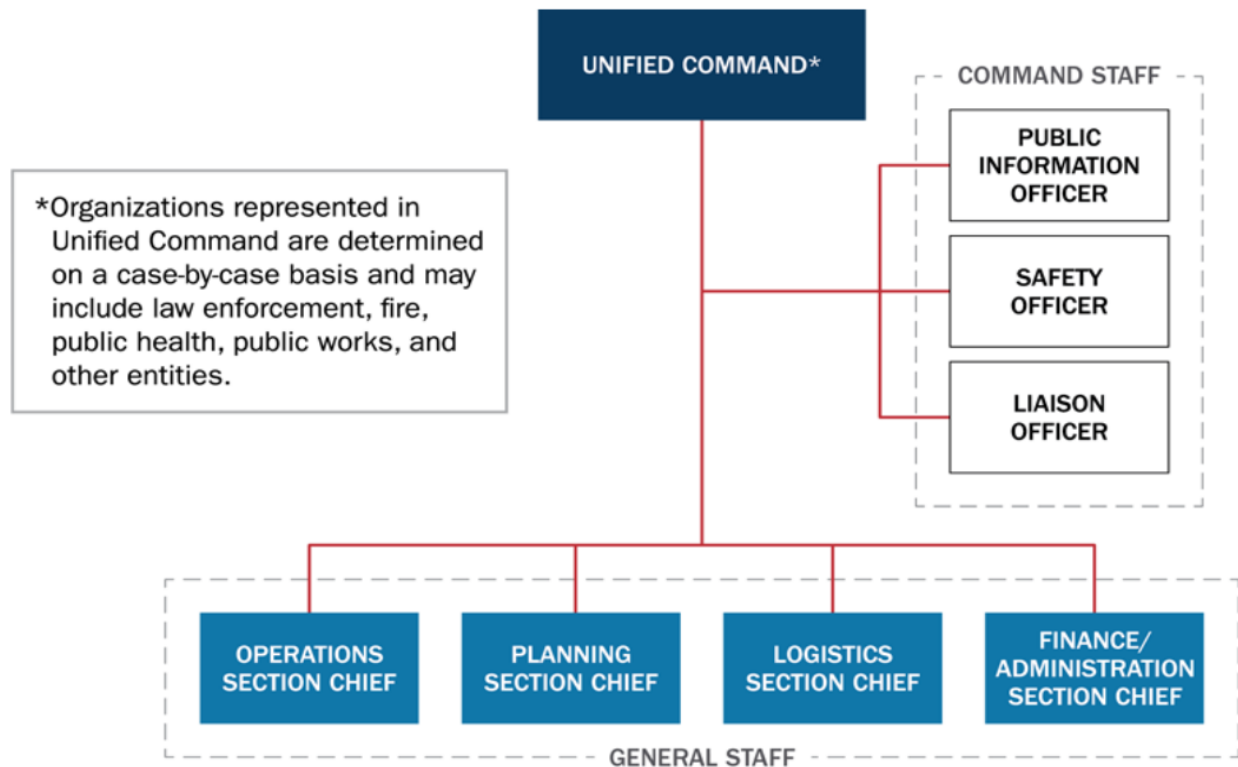 UNIFIED COMMAND*
COMMAND STAFF
PUBLIC
INFORMATION
OFFICER
SAFETY
OFFICER
LIAISON
OFFICER
*Organizations represented in
Unified Command are determined
on a case-by-case basis and may
include law enforcement, fire,
public health, public works, and
other entities.
OPERATIONS
SECTION CHIEF
PLANNING
SECTION CHIEF
LOGISTICS
SECTION CHIEF
FINANCE/
ADMINISTRATION
SECTION CHIEF
GENERAL STAFF